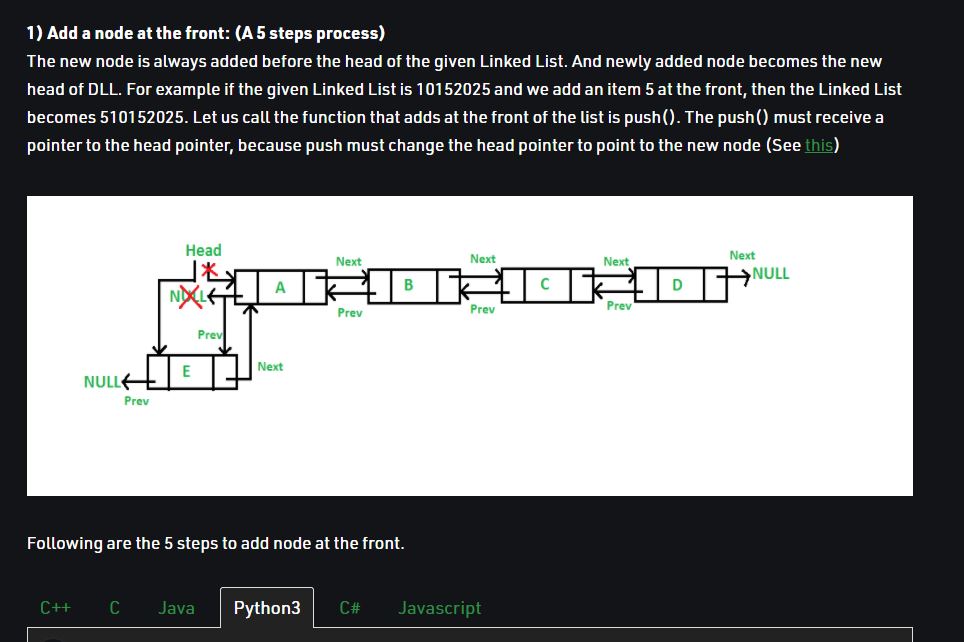 1) Add a node at the front: (A 5 steps process)
The new node is always added before the head of the given Linked List. And newly added node becomes the new
head of DLL. For example if the given Linked List is 10152025 and we add an item 5 at the front, then the Linked List
becomes 510152025. Let us call the function that adds at the front of the list is push(). The push() must receive a
pointer to the head pointer, because push must change the head pointer to point to the new node (See this)
Head
Next
Next
Next
Next
NULL
NULL
A
B
C
D
Prev
Prev
Prev
Prev
E
Next
NULL
Prev
Following are the 5 steps to add node at the front.
C++ C Java Python3 C# Javascript